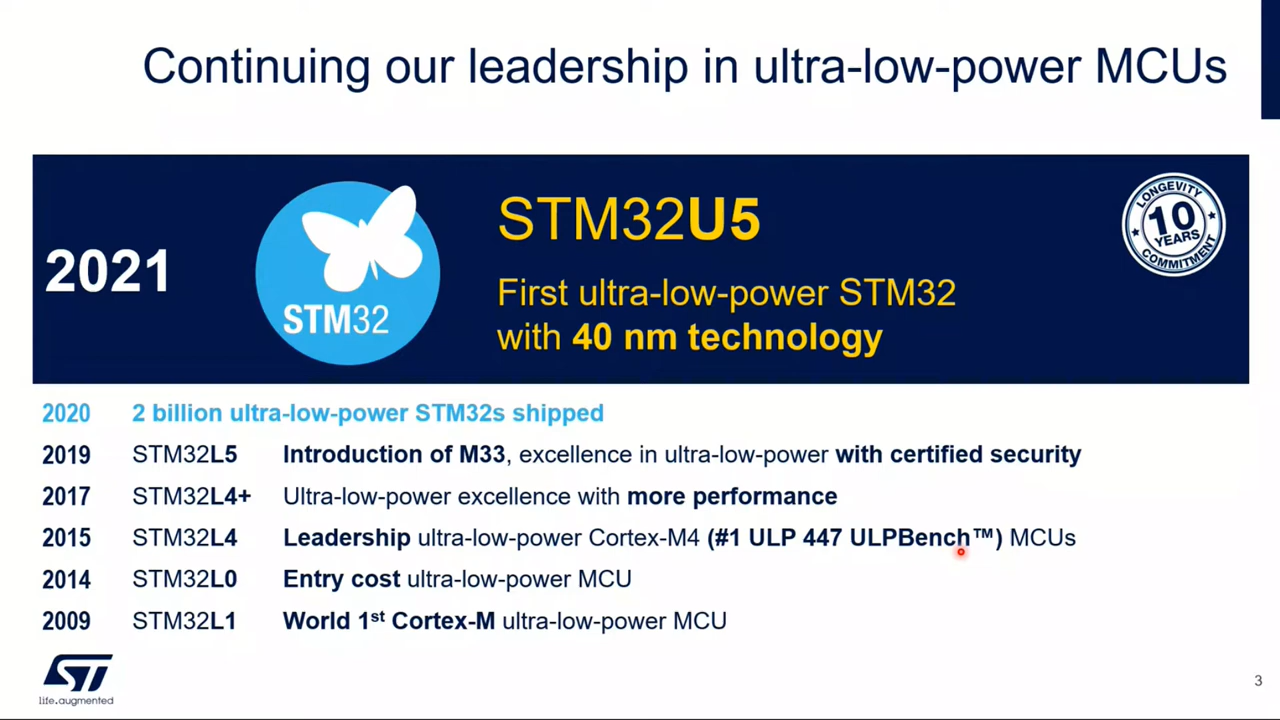 Continuing our leadership in ultra-low-power MCUs
2021
STM32
STM32U5
First ultra-low-power STM32
with 40 nm technology
LONGEVITY
10
YEARS
COMMITMENT
2020 2 billion ultra-low-power STM32s shipped
2019 STM32L5 Introduction of M33, excellence in ultra-low-power with certified security
2017 STM32L4+ Ultra-low-power excellence with more performance
2015 STM32L4 Leadership ultra-low-power Cortex-M4 (#1 ULP 447 ULPBench™) MCUs
2014 STM32L0 Entry cost ultra-low-power MCU
2009 STM32L1 World 1st Cortex-M ultra-low-power MCU
ST
life.augmented
3